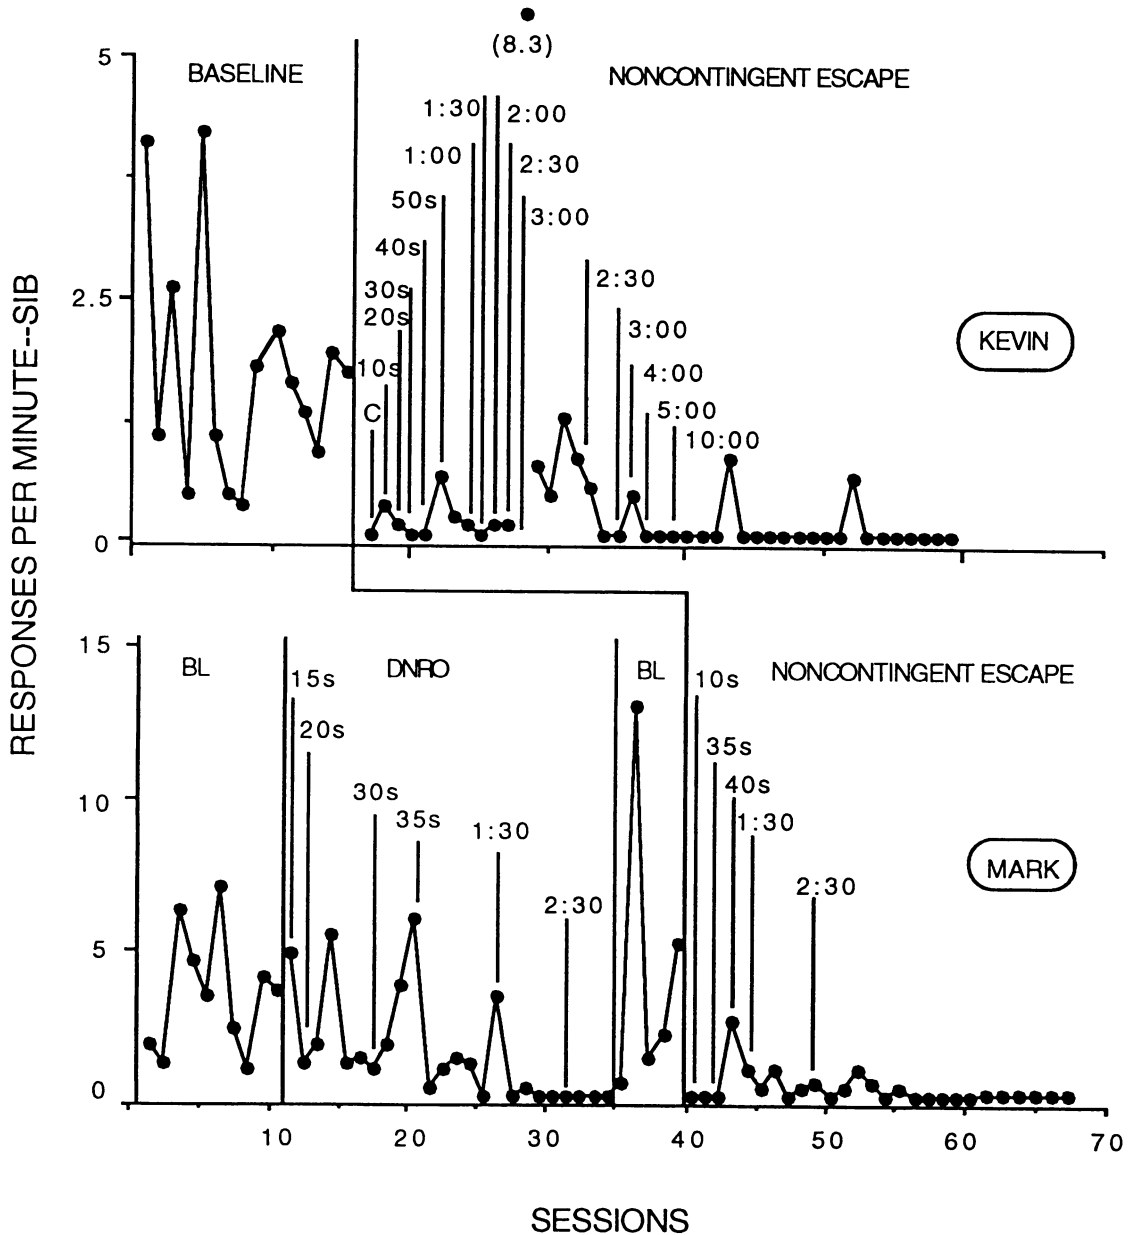 (8.3)
5
BASELINE
NONCONTINGENT ESCAPE
1:30
2:00
1:00
2:30
50s
3:00
40s
2:30
30s
2.5
20s
3:00
KEVIN
10s
4:00
C
5:00
10:00
0
RESPONSES PER MINUTE--SIB
15
BL
DNRO
BL
NONCONTINGENT ESCAPE
15s
10s
20s
35s
30s
40s
10
35s
1:30
1:30
MARK
2:30
2:30
5
0
10
20
30
40
50
60
70
SESSIONS